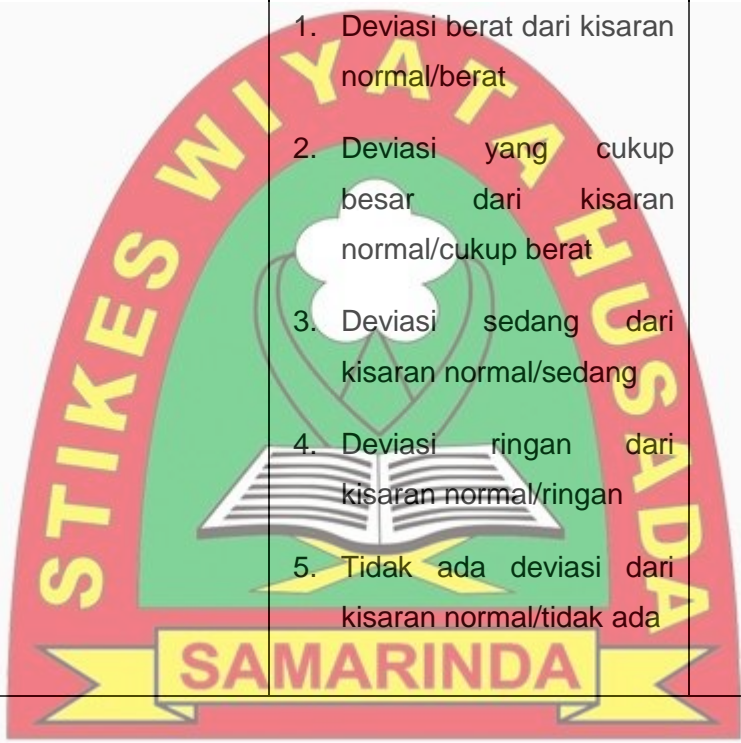 1. Deviasi berat dari kisaran
normal/berat
2. Deviasi yang cukup
besar dari kisaran
normal/cukup berat
3. Deviasi sedang dari
kisaran normal/sedang
4. Deviasi ringan dari
kisaran normal/ringan
5. Tidak ada deviasi dari
kisaran normal/tidak ada
STIKES WIYATA HUSADA
SAMARINDA